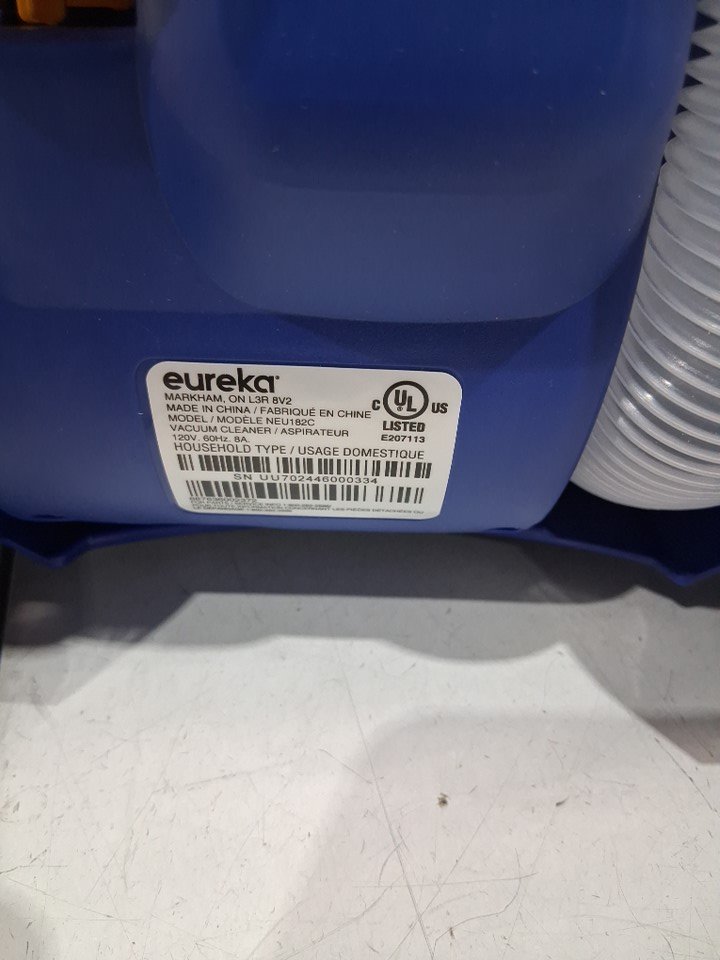 eureka
MARKHAM, ON L3R 8V2
MADE IN CHINA / FABRIQUÉ EN CHINE
MODEL / MODÈLE NEU182C
VACUUM CLEANER / ASPIRATEUR
120V. 60Hz. 8A.
HOUSEHOLD TYPE / USAGE DOMESTIQUE
C UL US
LISTED
E207113
SN UU702446000334